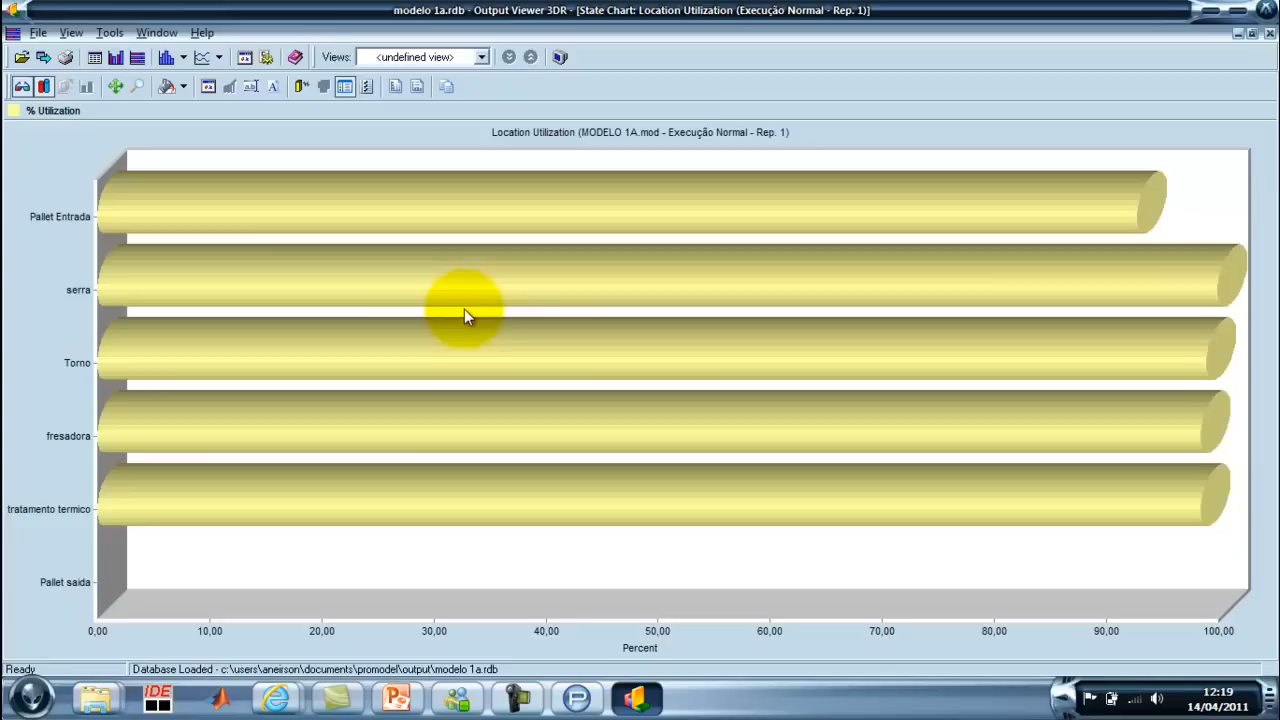 modelo 1a.rdb - Output Viewer 3DR - [State Chart: Location Utilization (Execução Normal - Rep. 1)]
File View Tools Window Help
Views: <undefined view>
% Utilization
Location Utilization (MODELO 1A.mod - Execução Normal - Rep. 1)
Pallet Entrada
serra
Torno
fresadora
tratamento termico
Pallet saida
0,00 10,00 20,00 30,00 40,00 50,00 60,00 70,00 80,00 90,00 100,00
Percent
Ready Database Loaded - c:\users\aneirson\documents\promodel\output\modelo 1a.rdb
IDE
12:19
14/04/2011